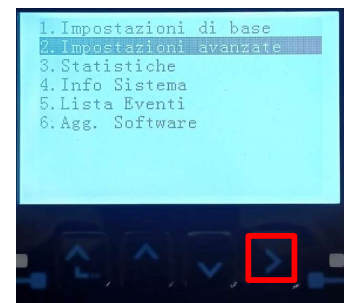 1.Impostazioni di base
2.Impostazioni avanzate
3.Statistiche
4.Info Sistema
5.Lista Eventi
6.Agg. Software